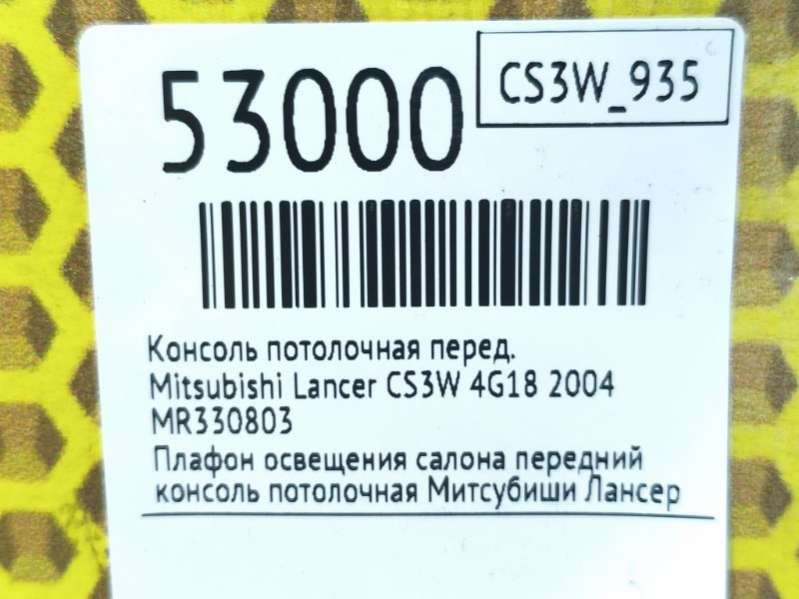 53000
CS3W_935
Консоль потолочная перед.
Mitsubishi Lancer CS3W 4G18 2004
MR330803
Плафон освещения салона передний
консоль потолочная Митсубиши Лансер